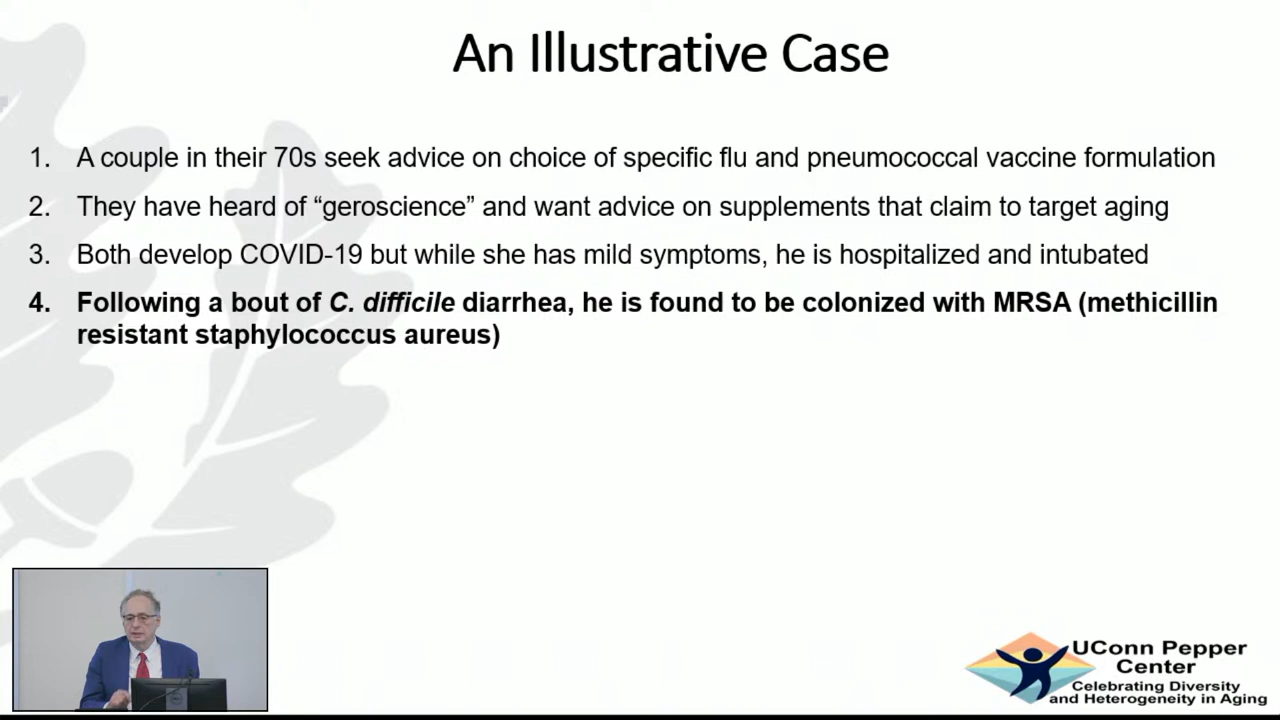 An Illustrative Case
1. A couple in their 70s seek advice on choice of specific flu and pneumococcal vaccine formulation
2. They have heard of “geroscience” and want advice on supplements that claim to target aging
3. Both develop COVID-19 but while she has mild symptoms, he is hospitalized and intubated
4. Following a bout of C. difficile diarrhea, he is found to be colonized with MRSA (methicillin
resistant staphylococcus aureus)
UConn Pepper
Center
Celebrating Diversity
and Heterogeneity in Aging